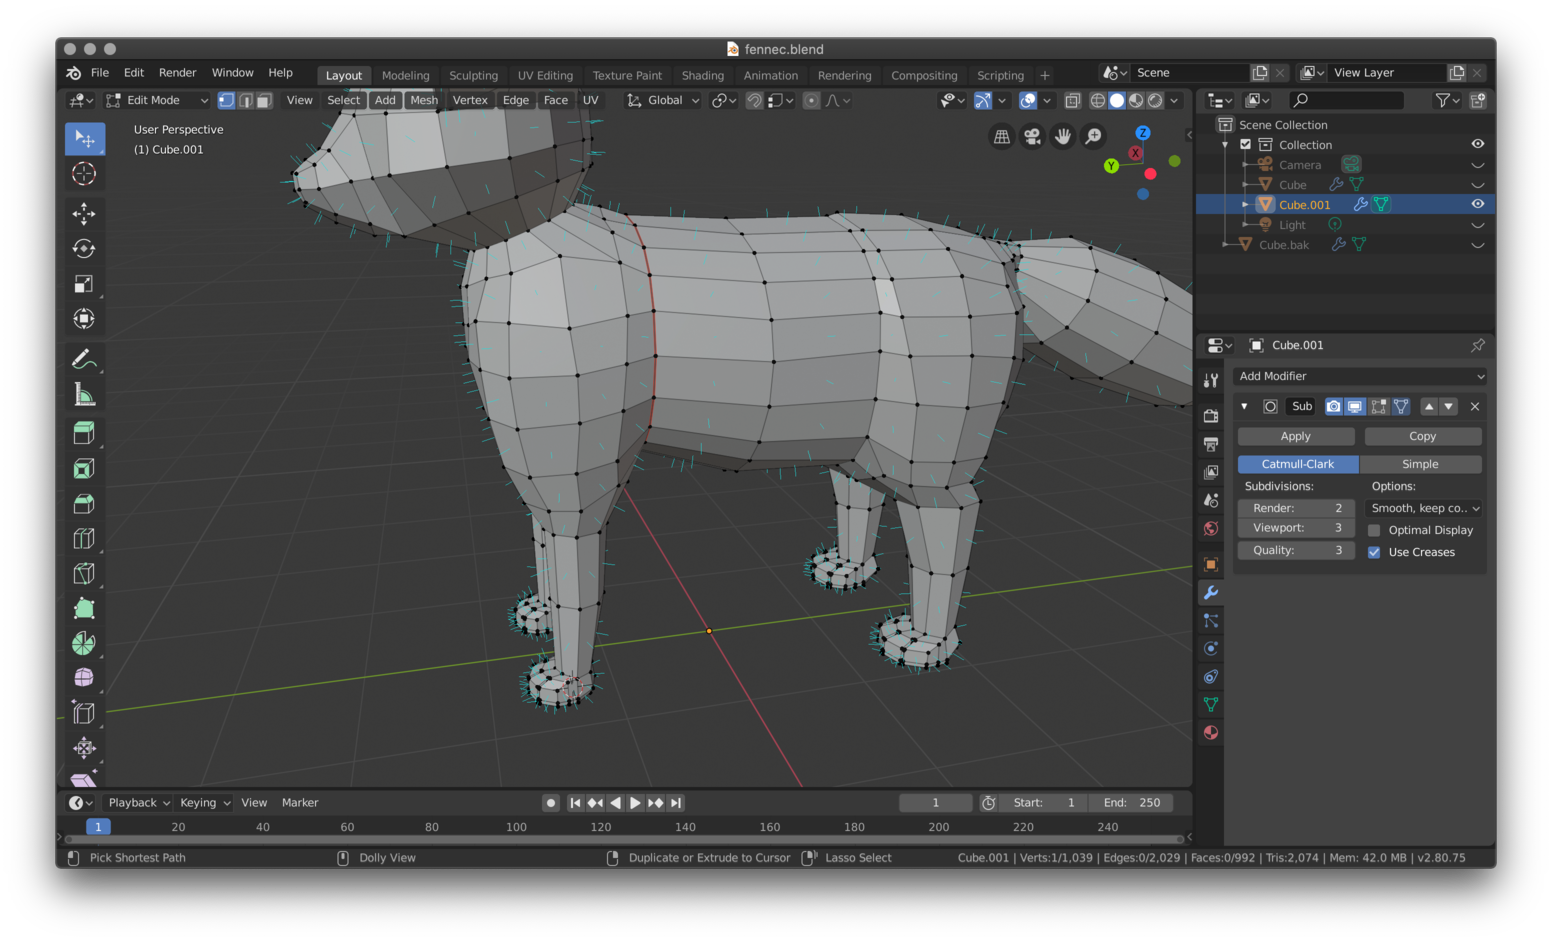 fennec.blend
File Edit Render Window Help Layout Modeling Sculpting UV Editing Texture Paint Shading Animation Rendering Compositing Scripting + Scene View Layer
Edit Mode View Select Add Mesh Vertex Edge Face UV Global
User Perspective
(1) Cube.001
Z
X
Y
Scene Collection
Collection
Camera
Cube
Cube.001
Light
Cube.bak
Cube.001
Add Modifier
Sub
Apply Copy
Catmull-Clark Simple
Subdivisions: Options:
Render: 2 Smooth, keep co..
Viewport: 3 Optimal Display
Quality: 3 Use Creases
Playback Keying View Marker 1 Start: 1 End: 250
1 20 40 60 80 100 120 140 160 180 200 220 240
Pick Shortest Path Dolly View Duplicate or Extrude to Cursor Lasso Select Cube.001 | Verts:1/1,039 | Edges:0/2,029 | Faces:0/992 | Tris:2,074 | Mem: 42.0 MB | v2.80.75